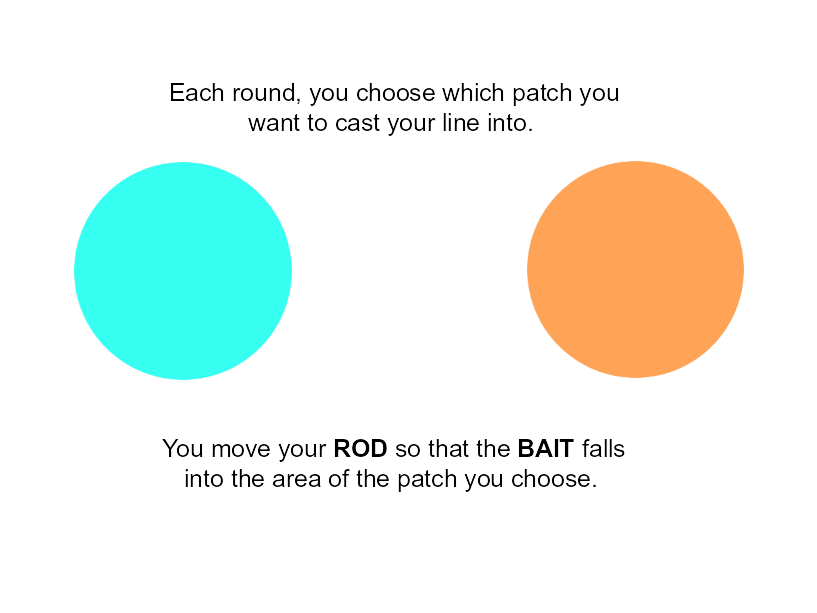 Each round, you choose which patch you
want to cast your line into.
You move your ROD so that the BAIT falls
into the area of the patch you choose.